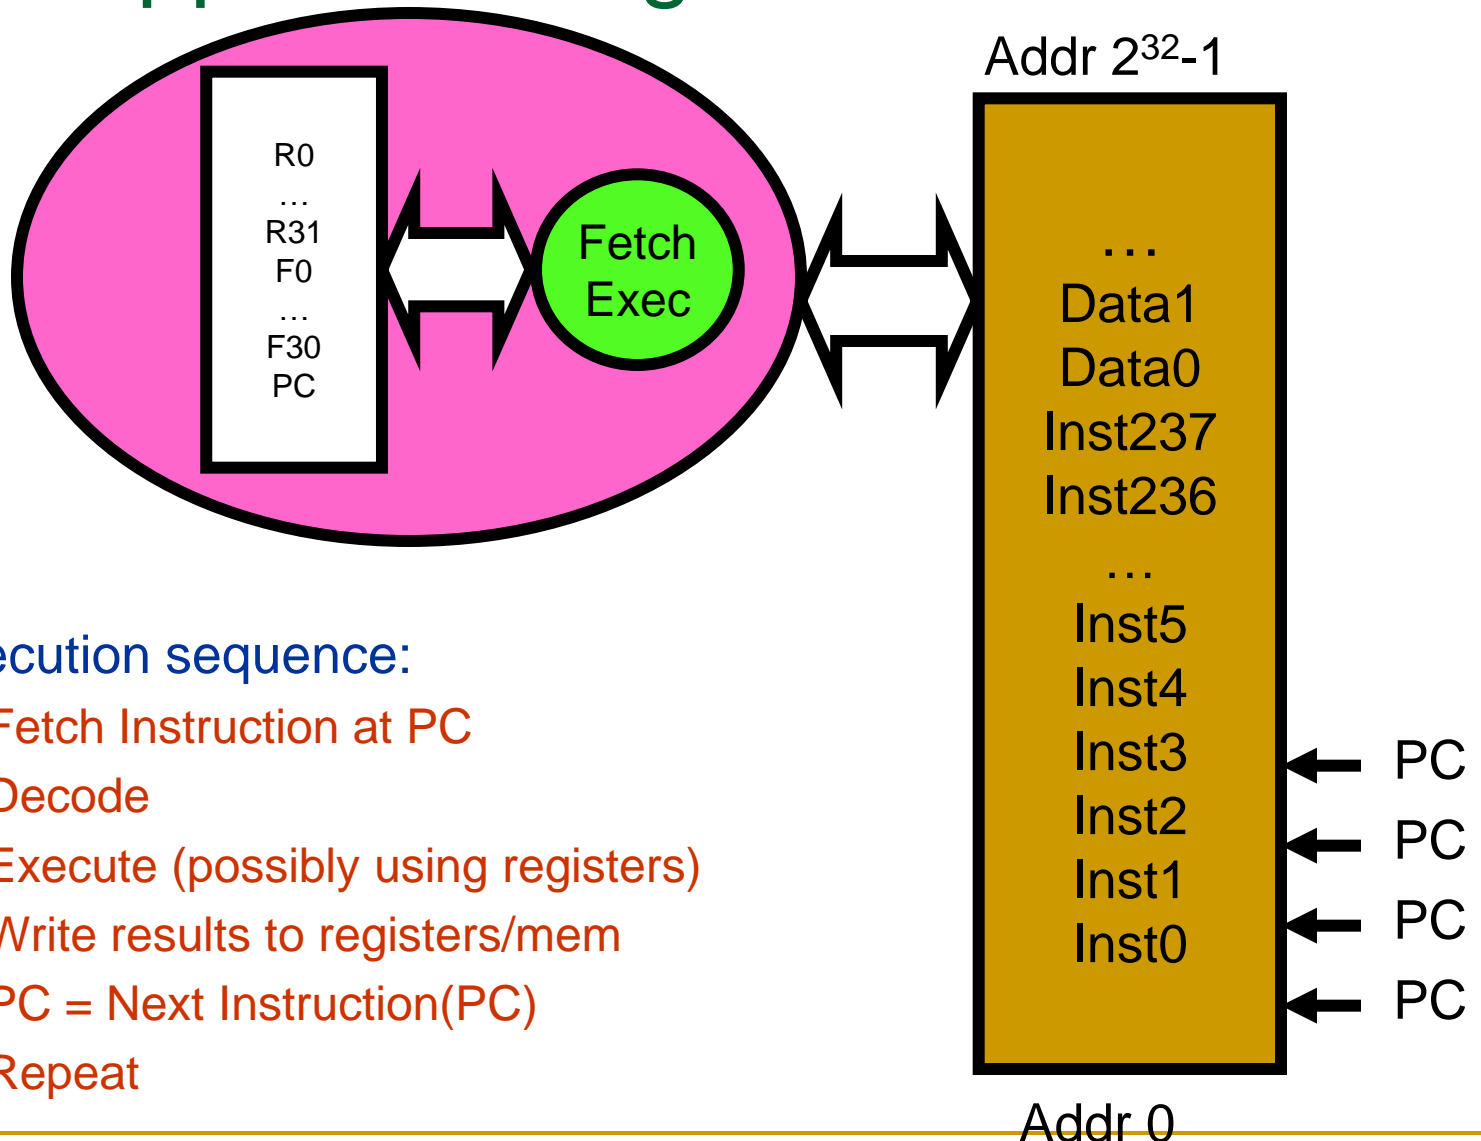 R0
…
R31
F0
…
F30
PC
Fetch
Exec
Addr 2³²-1
…
Data1
Data0
Inst237
Inst236
…
Inst5
Inst4
Inst3
Inst2
Inst1
Inst0
PC
PC
PC
PC
Addr 0
ecution sequence:
Fetch Instruction at PC
Decode
Execute (possibly using registers)
Write results to registers/mem
PC = Next Instruction(PC)
Repeat